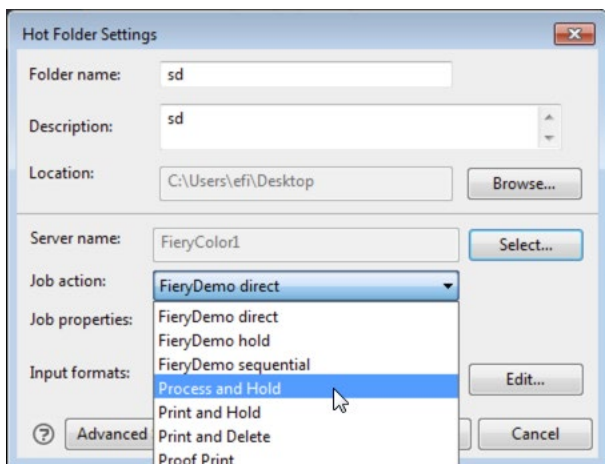 Hot Folder Settings
Folder name: sd
Description: sd
Location: C:\Users\efi\Desktop Browse...
Server name: FieryColor1 Select...
Job action: FieryDemo direct
Job properties: FieryDemo direct
FieryDemo hold
FieryDemo sequential
Input formats: Process and Hold Edit...
Print and Hold
? Advanced Print and Delete Cancel
Proof Print